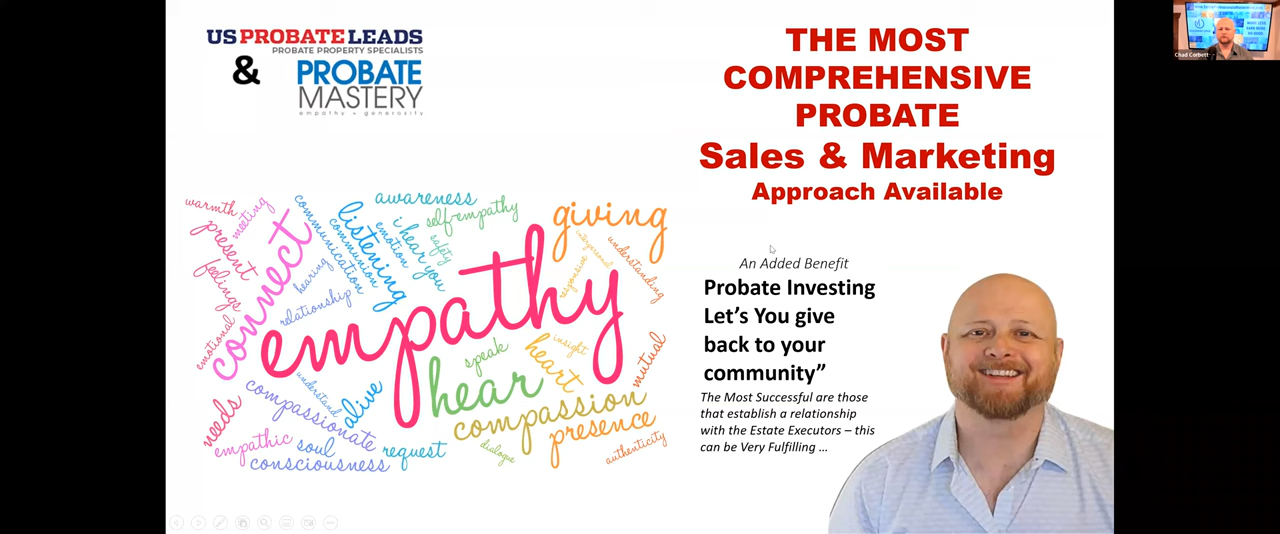 US PROBATE LEADS
PROBATE PROPERTY SPECIALISTS
& PROBATE
MASTERY
empathy + generosity
THE MOST
COMPREHENSIVE
PROBATE
Sales & Marketing
Approach Available
warmth
meeting
present
feelings
connect
emotional
communication
communion
listening
hearing
relationship
awareness
i hear you
emotion
self-empathy
safety
giving
interpersonal
understanding
responsive
empathy
speak
hear
insight
heart
mutual
understand
alive
compassionate
needs
empathic
soul
consciousness
request
compassion
presence
dialogue
authenticity
An Added Benefit
Probate Investing
Let’s You give
back to your
community”
The Most Successful are those
that establish a relationship
with the Estate Executors – this
can be Very Fulfilling …
Chad Corbett